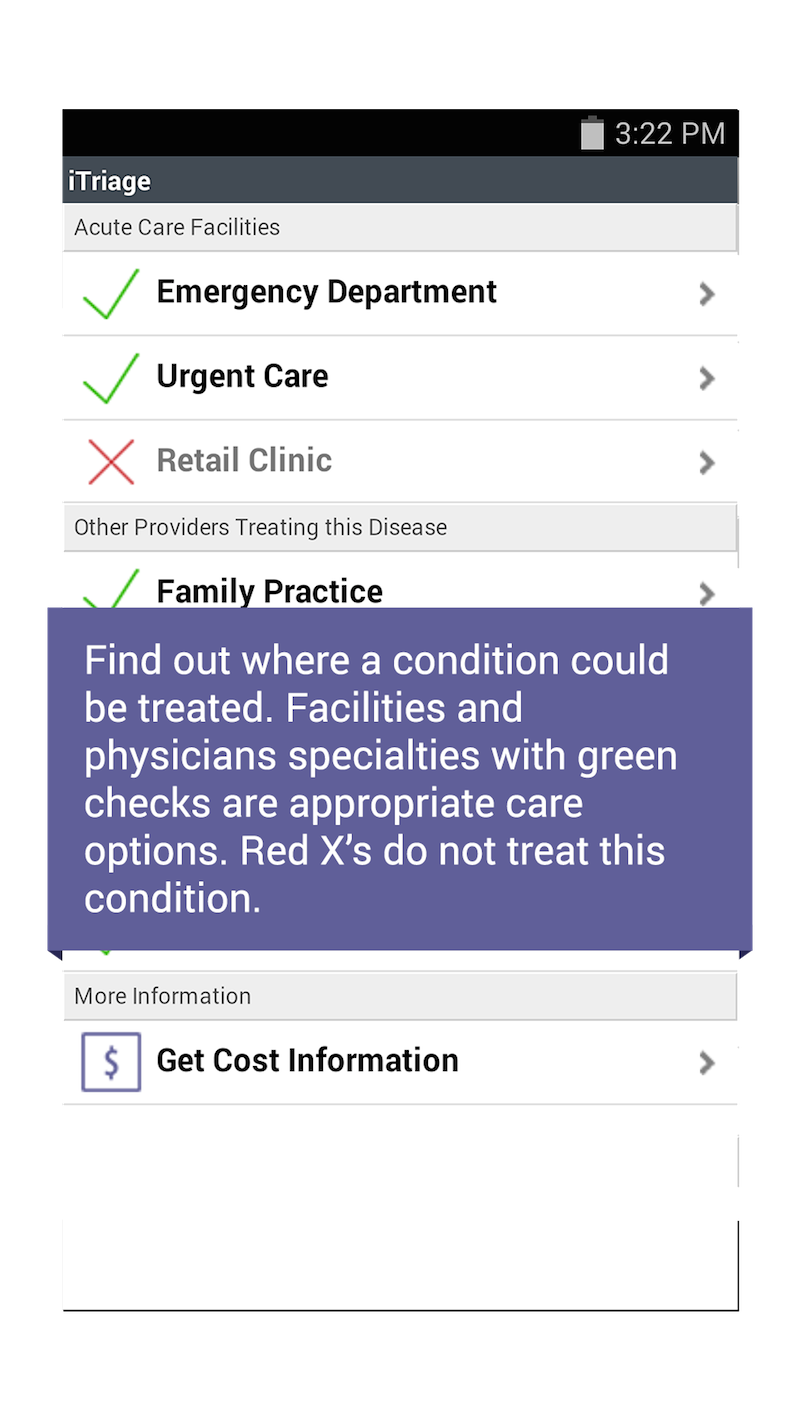 3:22 PM
iTriage
Acute Care Facilities
Emergency Department
Urgent Care
Retail Clinic
Other Providers Treating this Disease
Family Practice
Find out where a condition could
be treated. Facilities and
physicians specialties with green
checks are appropriate care
options. Red X’s do not treat this
condition.
More Information
$ Get Cost Information